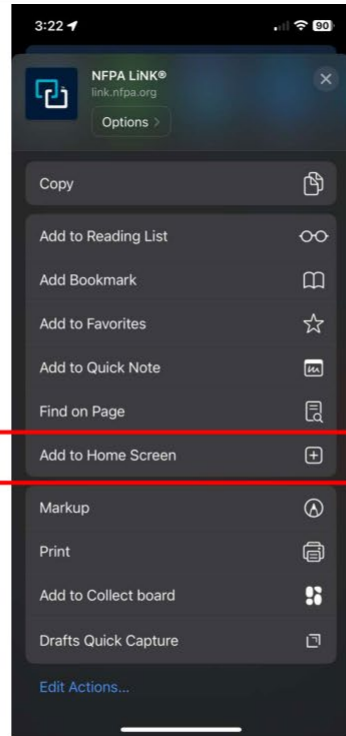 3:22
90
NFPA LiNK®
link.nfpa.org
Options >
Copy
Add to Reading List
Add Bookmark
Add to Favorites
Add to Quick Note
Find on Page
Add to Home Screen
Markup
Print
Add to Collect board
Drafts Quick Capture
Edit Actions...